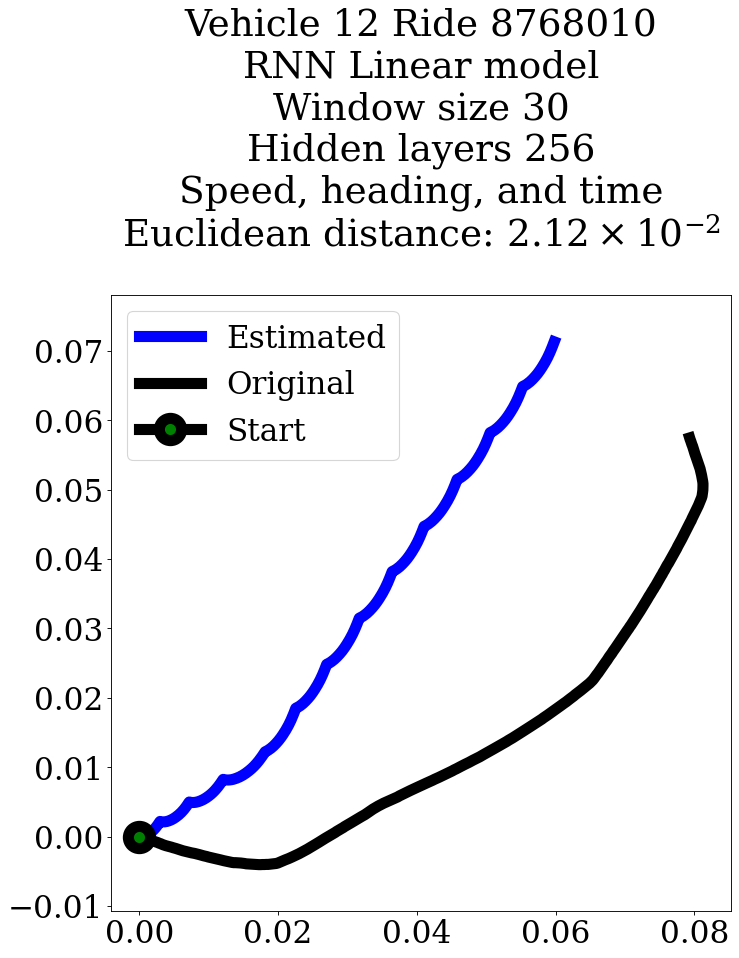 Vehicle 12 Ride 8768010
RNN Linear model
Window size 30
Hidden layers 256
Speed, heading, and time
Euclidean distance: 2.12 × 10⁻²
Estimated
Original
Start
0.07
0.06
0.05
0.04
0.03
0.02
0.01
0.00
−0.01
0.00 0.02 0.04 0.06 0.08